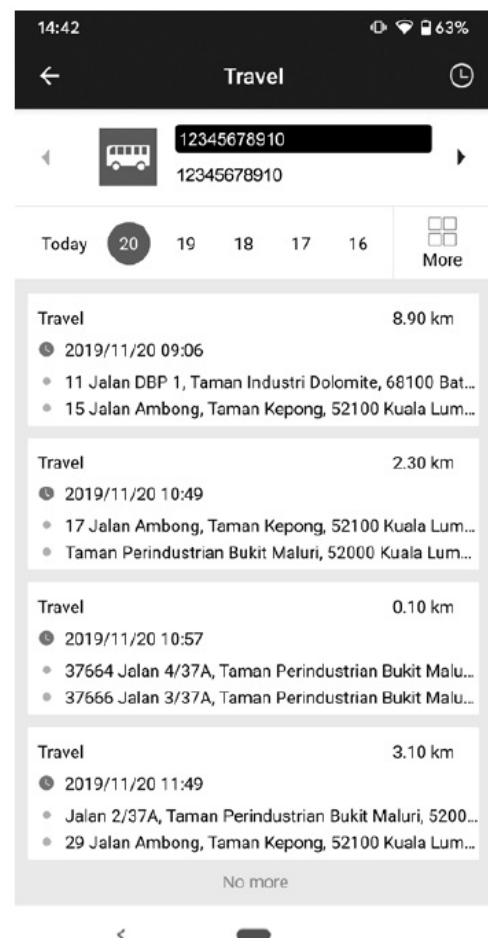 14:42 63%
Travel
12345678910
12345678910
Today 20 19 18 17 16 More
Travel 8.90 km
2019/11/20 09:06
11 Jalan DBP 1, Taman Industri Dolomite, 68100 Bat...
15 Jalan Ambong, Taman Kepong, 52100 Kuala Lum...
Travel 2.30 km
2019/11/20 10:49
17 Jalan Ambong, Taman Kepong, 52100 Kuala Lum...
Taman Perindustrian Bukit Maluri, 52000 Kuala Lum...
Travel 0.10 km
2019/11/20 10:57
37664 Jalan 4/37A, Taman Perindustrian Bukit Malu...
37666 Jalan 3/37A, Taman Perindustrian Bukit Malu...
Travel 3.10 km
2019/11/20 11:49
Jalan 2/37A, Taman Perindustrian Bukit Maluri, 5200...
29 Jalan Ambong, Taman Kepong, 52100 Kuala Lum...
No more